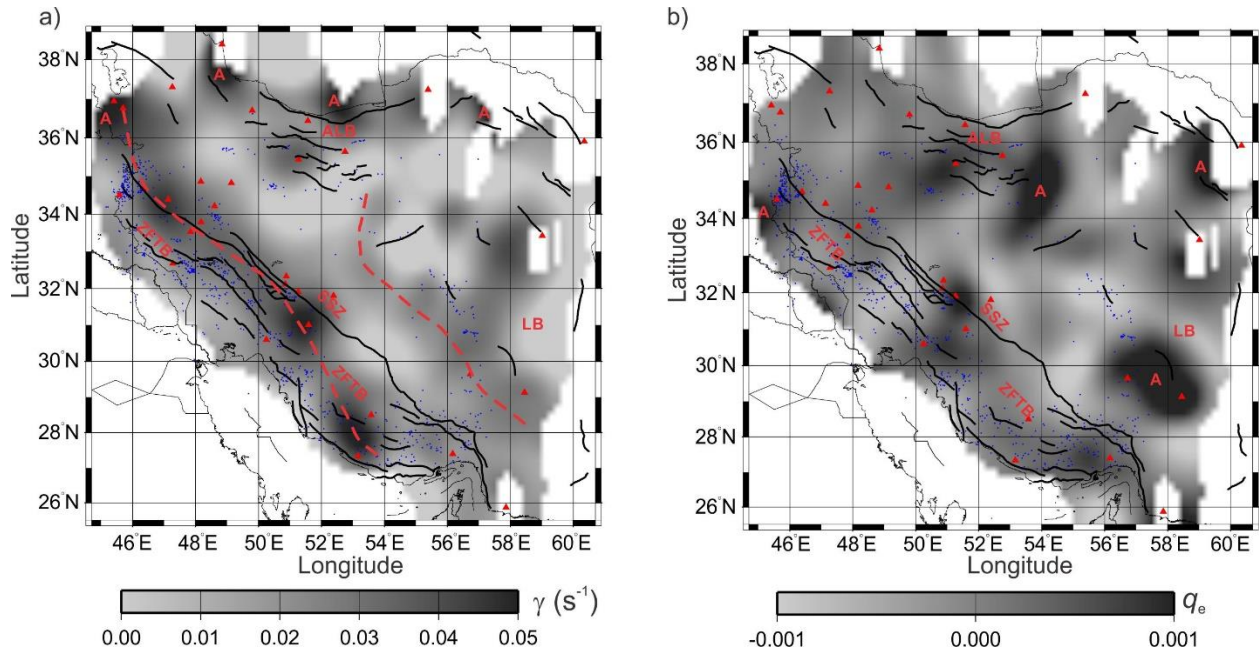 a)
38°N
36°N
34°N
32°N
30°N
28°N
26°N
Latitude
A
A
A
A
ALB
ZFTB
SSZ
LB
ZFTB
46°E 48°E 50°E 52°E 54°E 56°E 58°E 60°E
Longitude
γ (s⁻¹)
0.00 0.01 0.02 0.03 0.04 0.05
b)
38°N
36°N
34°N
32°N
30°N
28°N
26°N
Latitude
ALB
A
A
A
ZFTB
SSZ
LB
A
ZFTB
46°E 48°E 50°E 52°E 54°E 56°E 58°E 60°E
Longitude
qₑ
-0.001 0.000 0.001